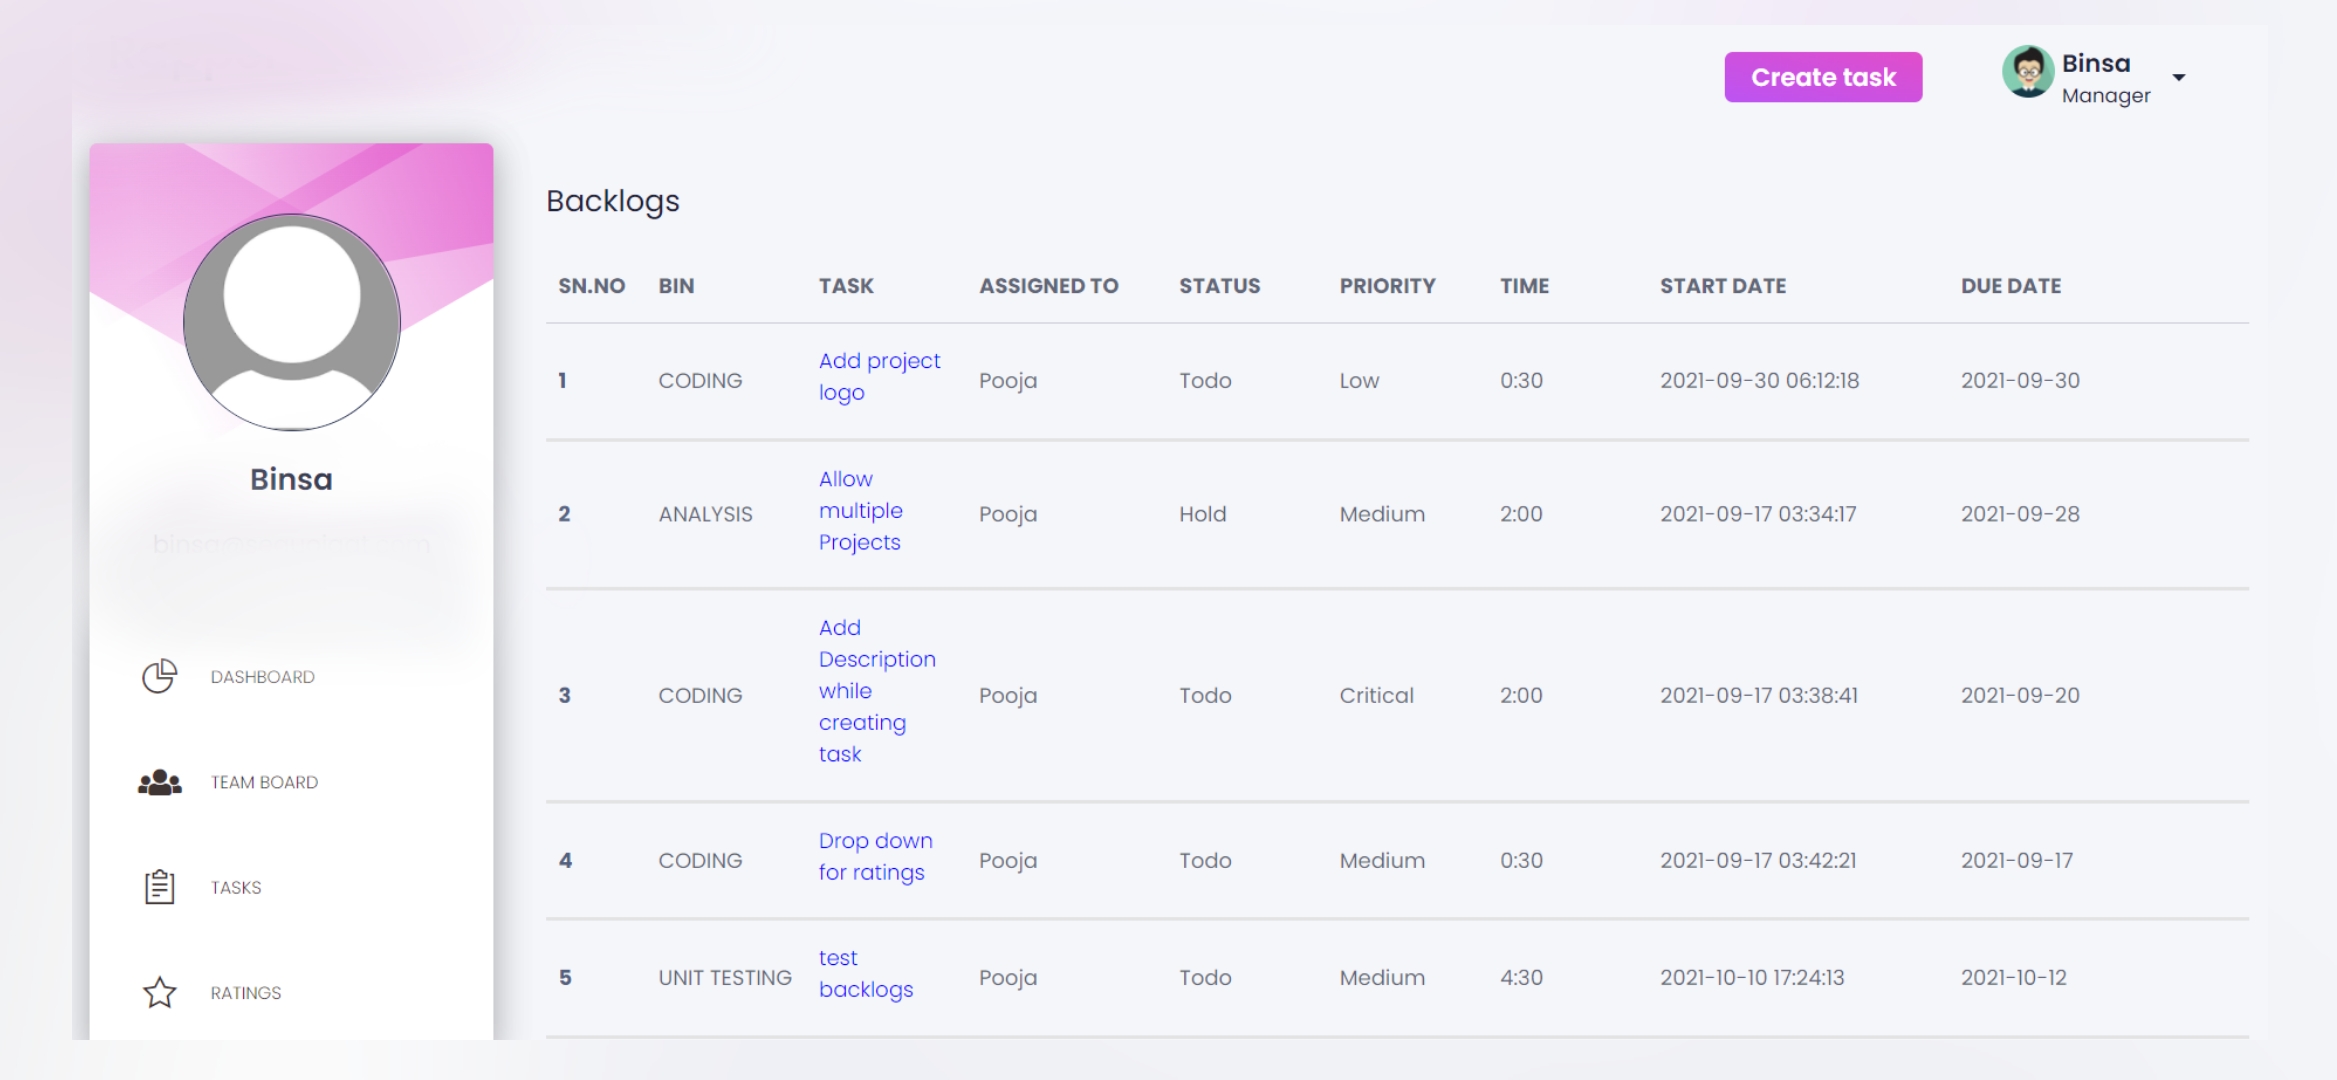 Create task
Binsa
Manager
Binsa
DASHBOARD
TEAM BOARD
TASKS
RATINGS
Backlogs
SN.NO BIN TASK ASSIGNED TO STATUS PRIORITY TIME START DATE DUE DATE
1 CODING Add project logo Pooja Todo Low 0:30 2021-09-30 06:12:18 2021-09-30
2 ANALYSIS Allow multiple Projects Pooja Hold Medium 2:00 2021-09-17 03:34:17 2021-09-28
3 CODING Add Description while creating task Pooja Todo Critical 2:00 2021-09-17 03:38:41 2021-09-20
4 CODING Drop down for ratings Pooja Todo Medium 0:30 2021-09-17 03:42:21 2021-09-17
5 UNIT TESTING test backlogs Pooja Todo Medium 4:30 2021-10-10 17:24:13 2021-10-12